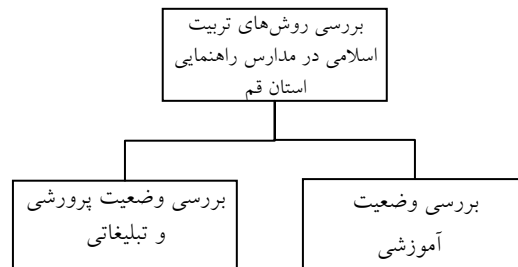 بررسی روش‌های تربیت
اسلامی در مدارس راهنمایی
استان قم
بررسی وضعیت
آموزشی
بررسی وضعیت پرورشی
و تبلیغاتی